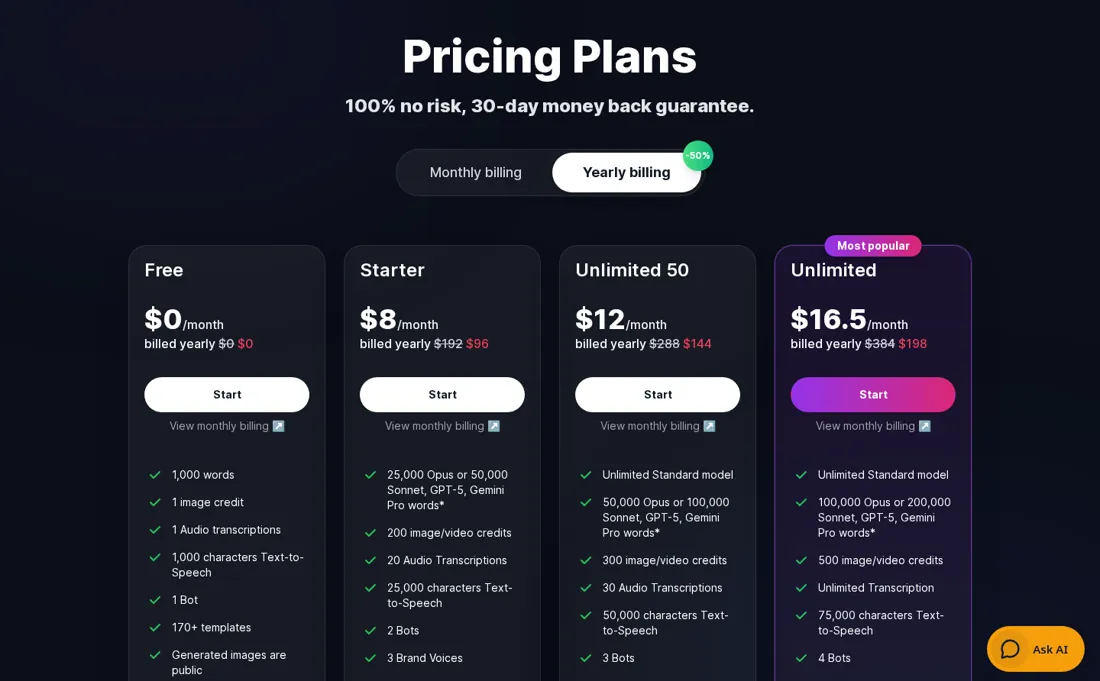 Pricing Plans
100% no risk, 30-day money back guarantee.
Monthly billing
Yearly billing
-50%
Free
$0/month
billed yearly $0 $0
Start
View monthly billing ↗
1,000 words
1 image credit
1 Audio transcriptions
1,000 characters Text-to-
Speech
1 Bot
170+ templates
Generated images are
public
Starter
$8/month
billed yearly $192 $96
Start
View monthly billing ↗
25,000 Opus or 50,000
Sonnet, GPT-5, Gemini
Pro words*
200 image/video credits
20 Audio Transcriptions
25,000 characters Text-
to-Speech
2 Bots
3 Brand Voices
Unlimited 50
$12/month
billed yearly $288 $144
Start
View monthly billing ↗
Unlimited Standard model
50,000 Opus or 100,000
Sonnet, GPT-5, Gemini
Pro words*
300 image/video credits
30 Audio Transcriptions
50,000 characters Text-
to-Speech
3 Bots
Most popular
Unlimited
$16.5/month
billed yearly $384 $198
Start
View monthly billing ↗
Unlimited Standard model
100,000 Opus or 200,000
Sonnet, GPT-5, Gemini
Pro words*
500 image/video credits
Unlimited Transcription
75,000 characters Text-
to-Speech
4 Bots
Ask AI